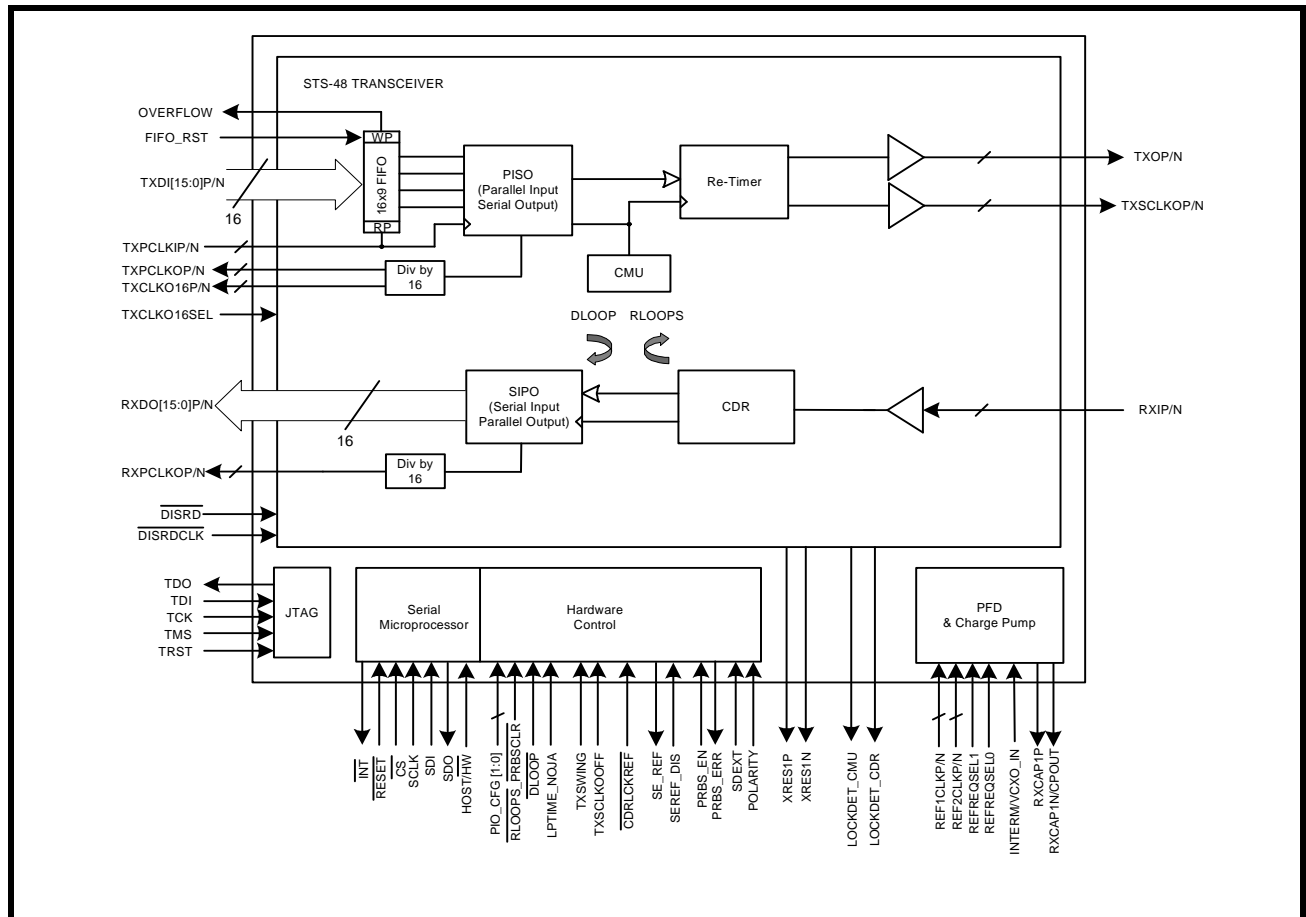 STS-48 TRANSCEIVER
OVERFLOW
FIFO_RST
TXDI[15:0]P/N
16
TXPCLKIP/N
TXPCLKOP/N
TXCLKO16P/N
TXCLKO16SEL
WP
16x9 FIFO
RP
PISO
(Parallel Input
Serial Output)
Re-Timer
TXOP/N
TXSCLKOP/N
Div by
16
CMU
DLOOP RLOOPS
RXDO[15:0]P/N
16
SIPO
(Serial Input
Parallel Output)
CDR
RXIP/N
RXPCLKOP/N
Div by
16
DISRD
DISRDCLK
TDO
TDI
TCK
TMS
TRST
JTAG
Serial
Microprocessor
Hardware
Control
PFD
& Charge Pump
INT
RESET
CS
SCLK
SDI
SDO
HOST/HW
PIO_CFG [1:0]
RLOOPS_PRBSCLR
DLOOP
LPTIME_NOJA
TXSWING
TXSCLKOOFF
CDRLCKREF
SE_REF
SEREF_DIS
PRBS_EN
PRBS_ERR
SDEXT
POLARITY
XRES1P
XRES1N
LOCKDET_CMU
LOCKDET_CDR
REF1CLKP/N
REF2CLKP/N
REFREQSEL1
REFREQSEL0
INTERM/VCXO_IN
RXCAP1P
RXCAP1N/CPOUT